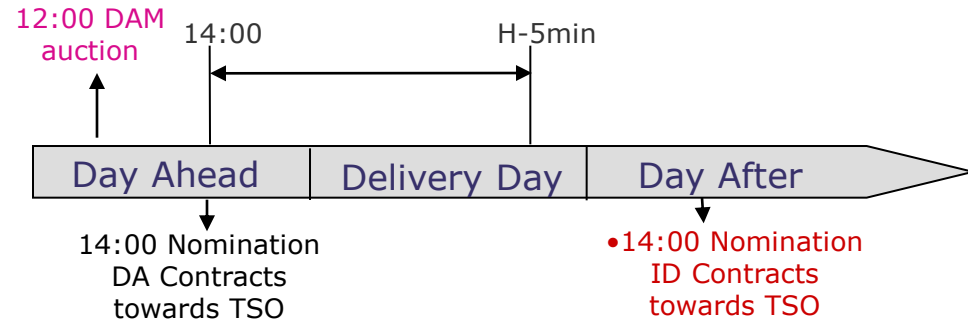 12:00 DAM
auction
14:00
H-5min
Day Ahead
Delivery Day
Day After
14:00 Nomination
DA Contracts
towards TSO
•14:00 Nomination
ID Contracts
towards TSO